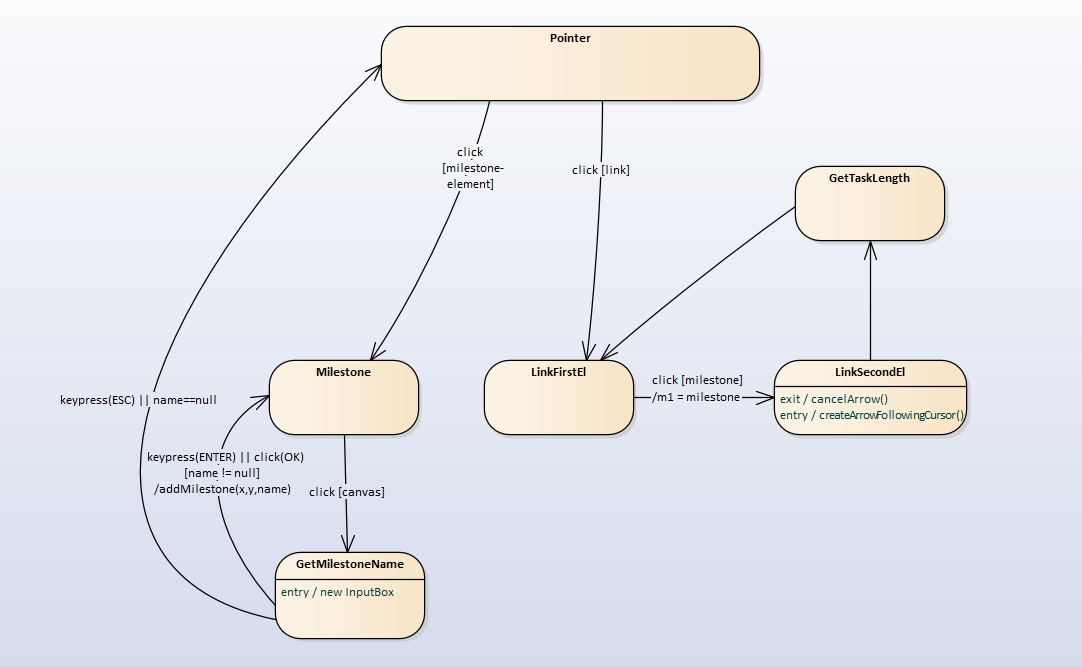 Pointer
click
[milestone-
element]
click [link]
GetTaskLength
Milestone
LinkFirstEl
click [milestone]
/m1 = milestone
LinkSecondEl
exit / cancelArrow()
entry / createArrowFollowingCursor()
keypress(ESC) || name==null
keypress(ENTER) || click(OK)
[name != null]
/addMilestone(x,y,name)
click [canvas]
GetMilestoneName
entry / new InputBox